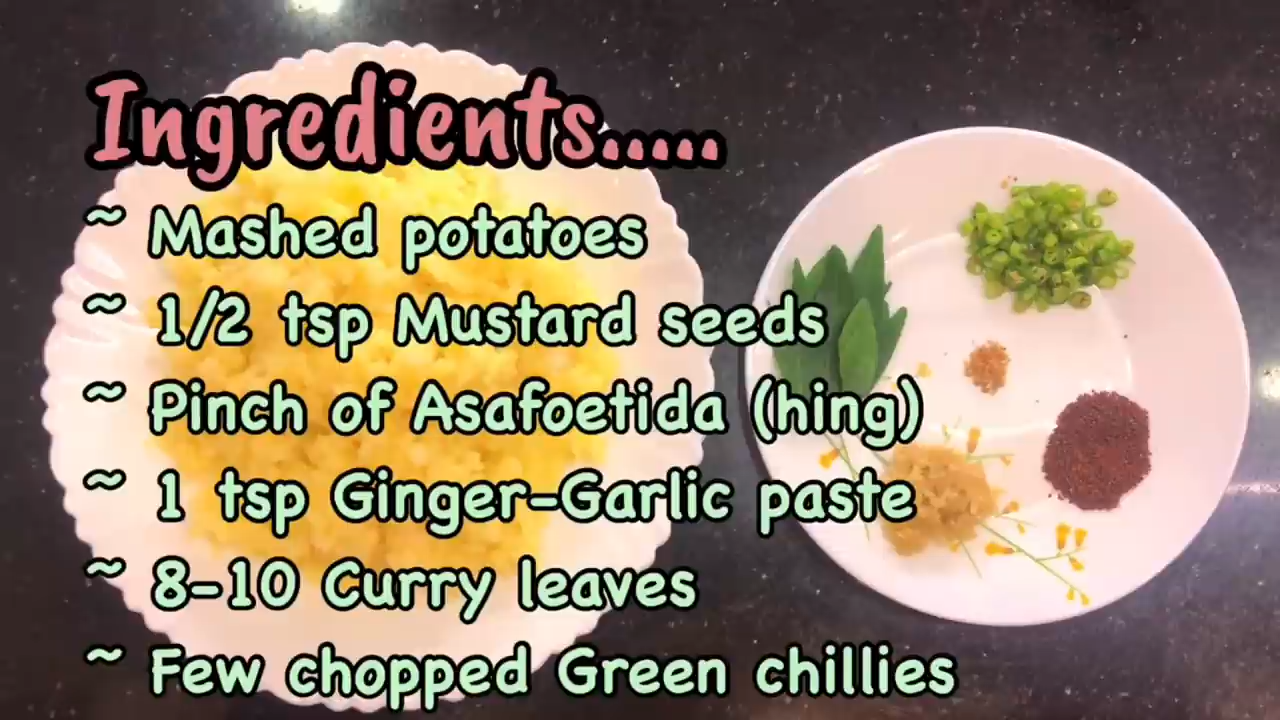 Ingredients.....
~ Mashed potatoes
~ 1/2 tsp Mustard seeds
~ Pinch of Asafoetida (hing)
~ 1 tsp Ginger-Garlic paste
~ 8-10 Curry leaves
~ Few chopped Green chillies